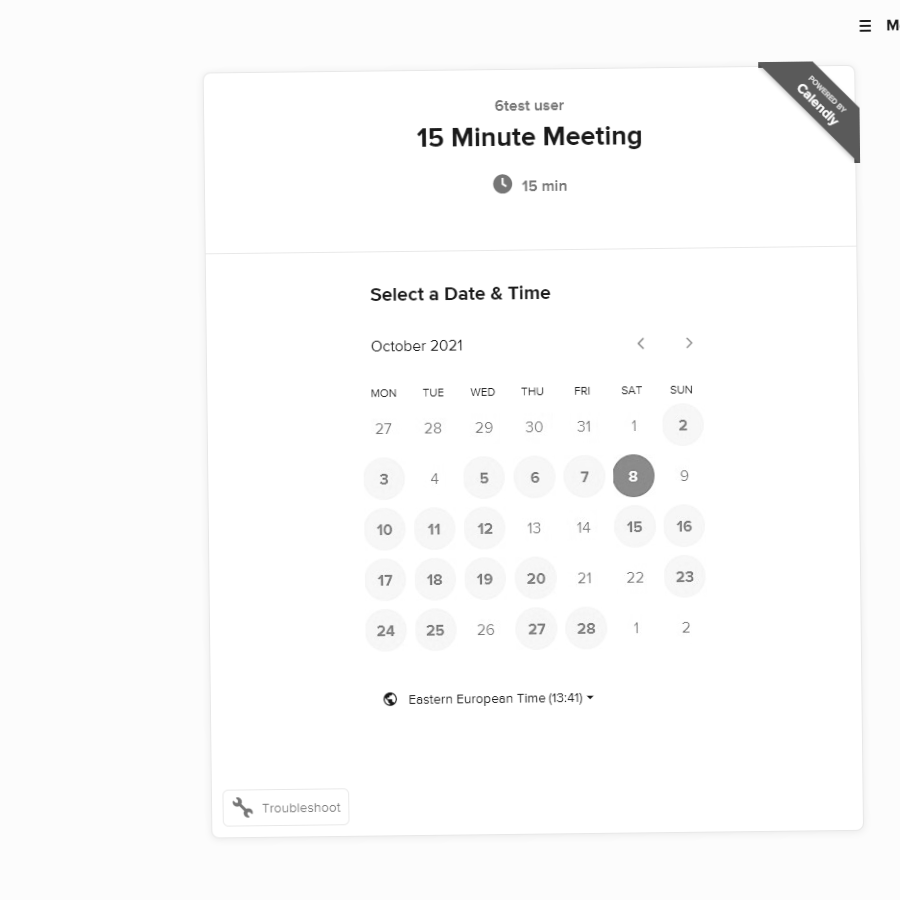 ☰ M
POWERED BY
Calendly
6test user
15 Minute Meeting
15 min
Select a Date & Time
October 2021
MON TUE WED THU FRI SAT SUN
27 28 29 30 31 1 2
3 4 5 6 7 8 9
10 11 12 13 14 15 16
17 18 19 20 21 22 23
24 25 26 27 28 1 2
Eastern European Time (13:41)
Troubleshoot